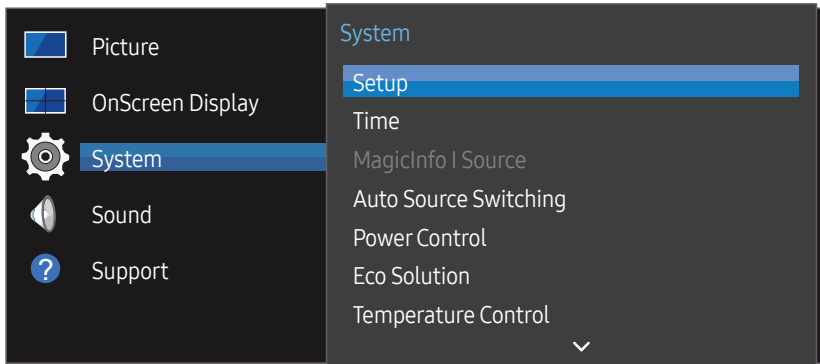 Picture
OnScreen Display
System
Sound
? Support
System
Setup
Time
MagicInfo I Source
Auto Source Switching
Power Control
Eco Solution
Temperature Control